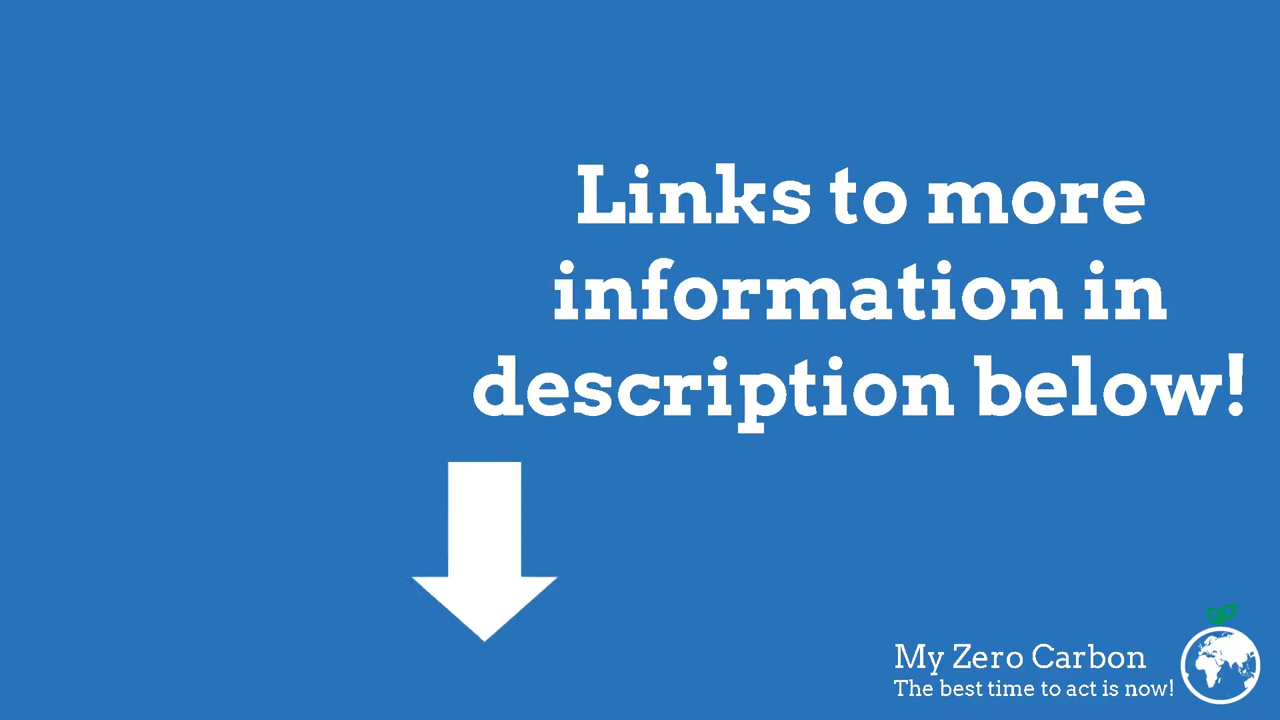 Links to more
information in
description below!
My Zero Carbon
The best time to act is now!